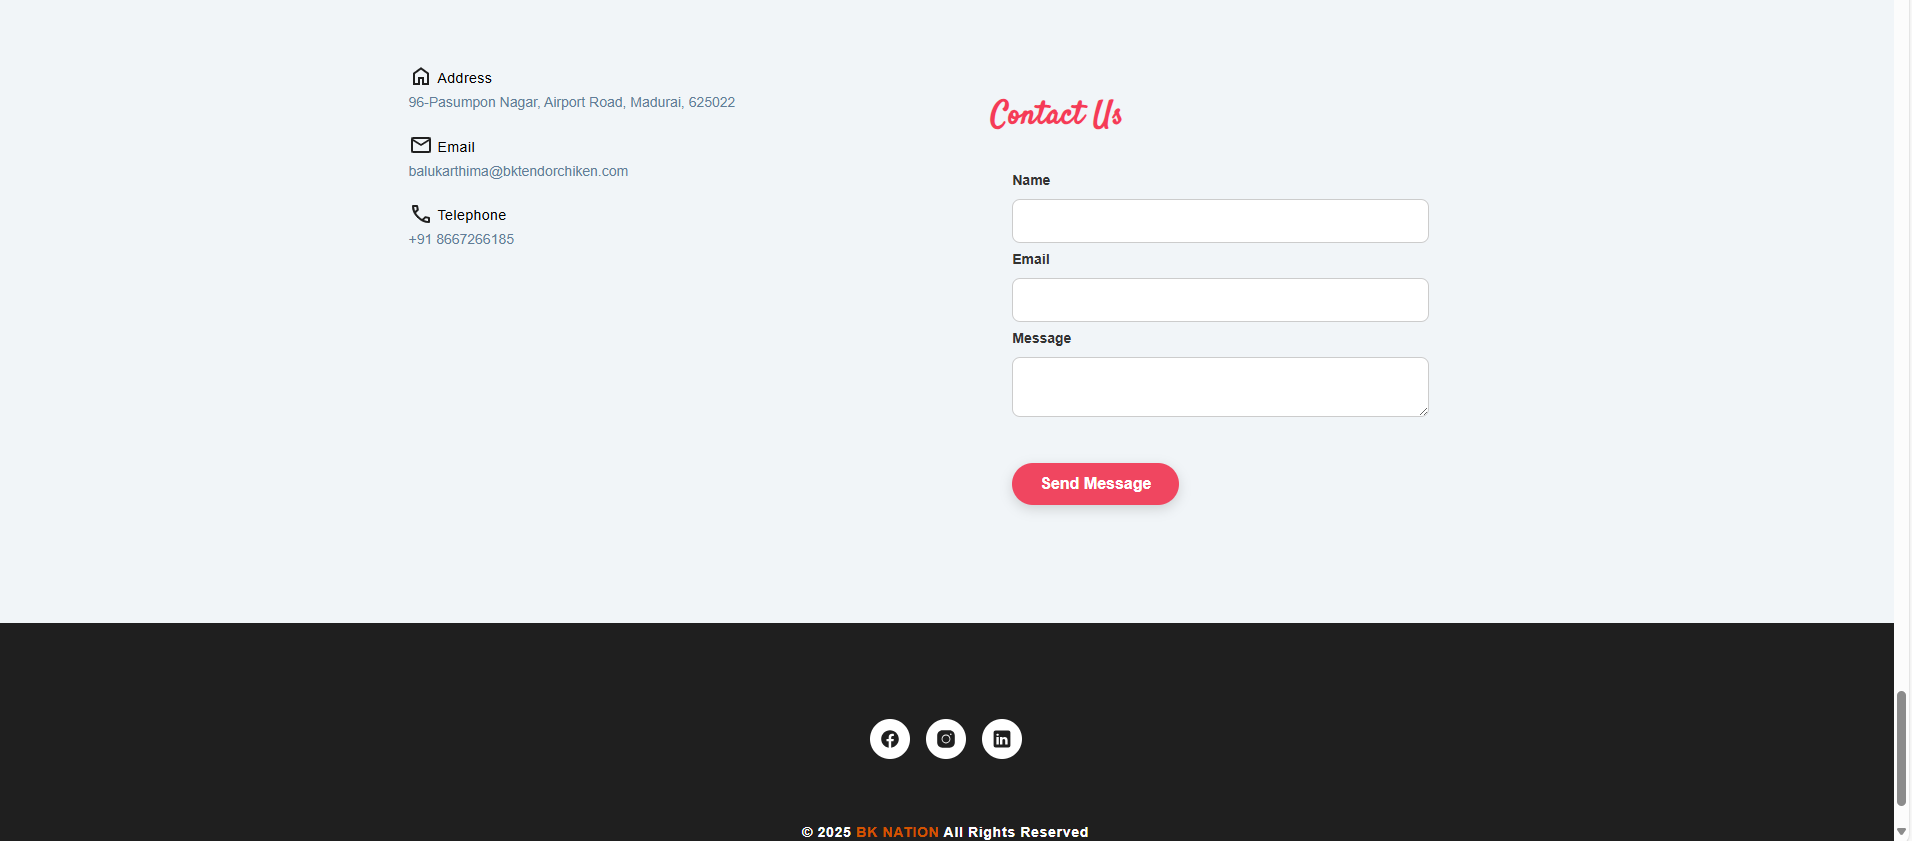 Address
96-Pasumpon Nagar, Airport Road, Madurai, 625022
Email
balukarthima@bktendorchiken.com
Telephone
+91 8667266185
Contact Us
Name
Email
Message
Send Message
© 2025 BK NATION All Rights Reserved